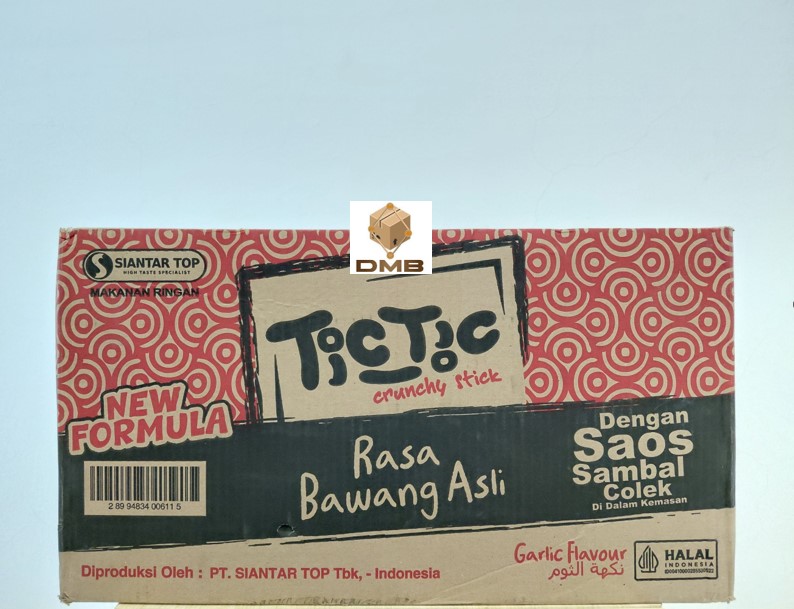 DMB
SIANTAR TOP
HIGH TASTE SPECIALIST
MAKANAN RINGAN
TicTic
crunchy stick
NEW
FORMULA
Rasa
Bawang Asli
Dengan
Saos
Sambal
Colek
Di Dalam Kemasan
2 89 94834 00611 5
Garlic flavour
نكهة الثوم
HALAL
INDONESIA
Diproduksi Oleh : PT. SIANTAR TOP Tbk, - Indonesia